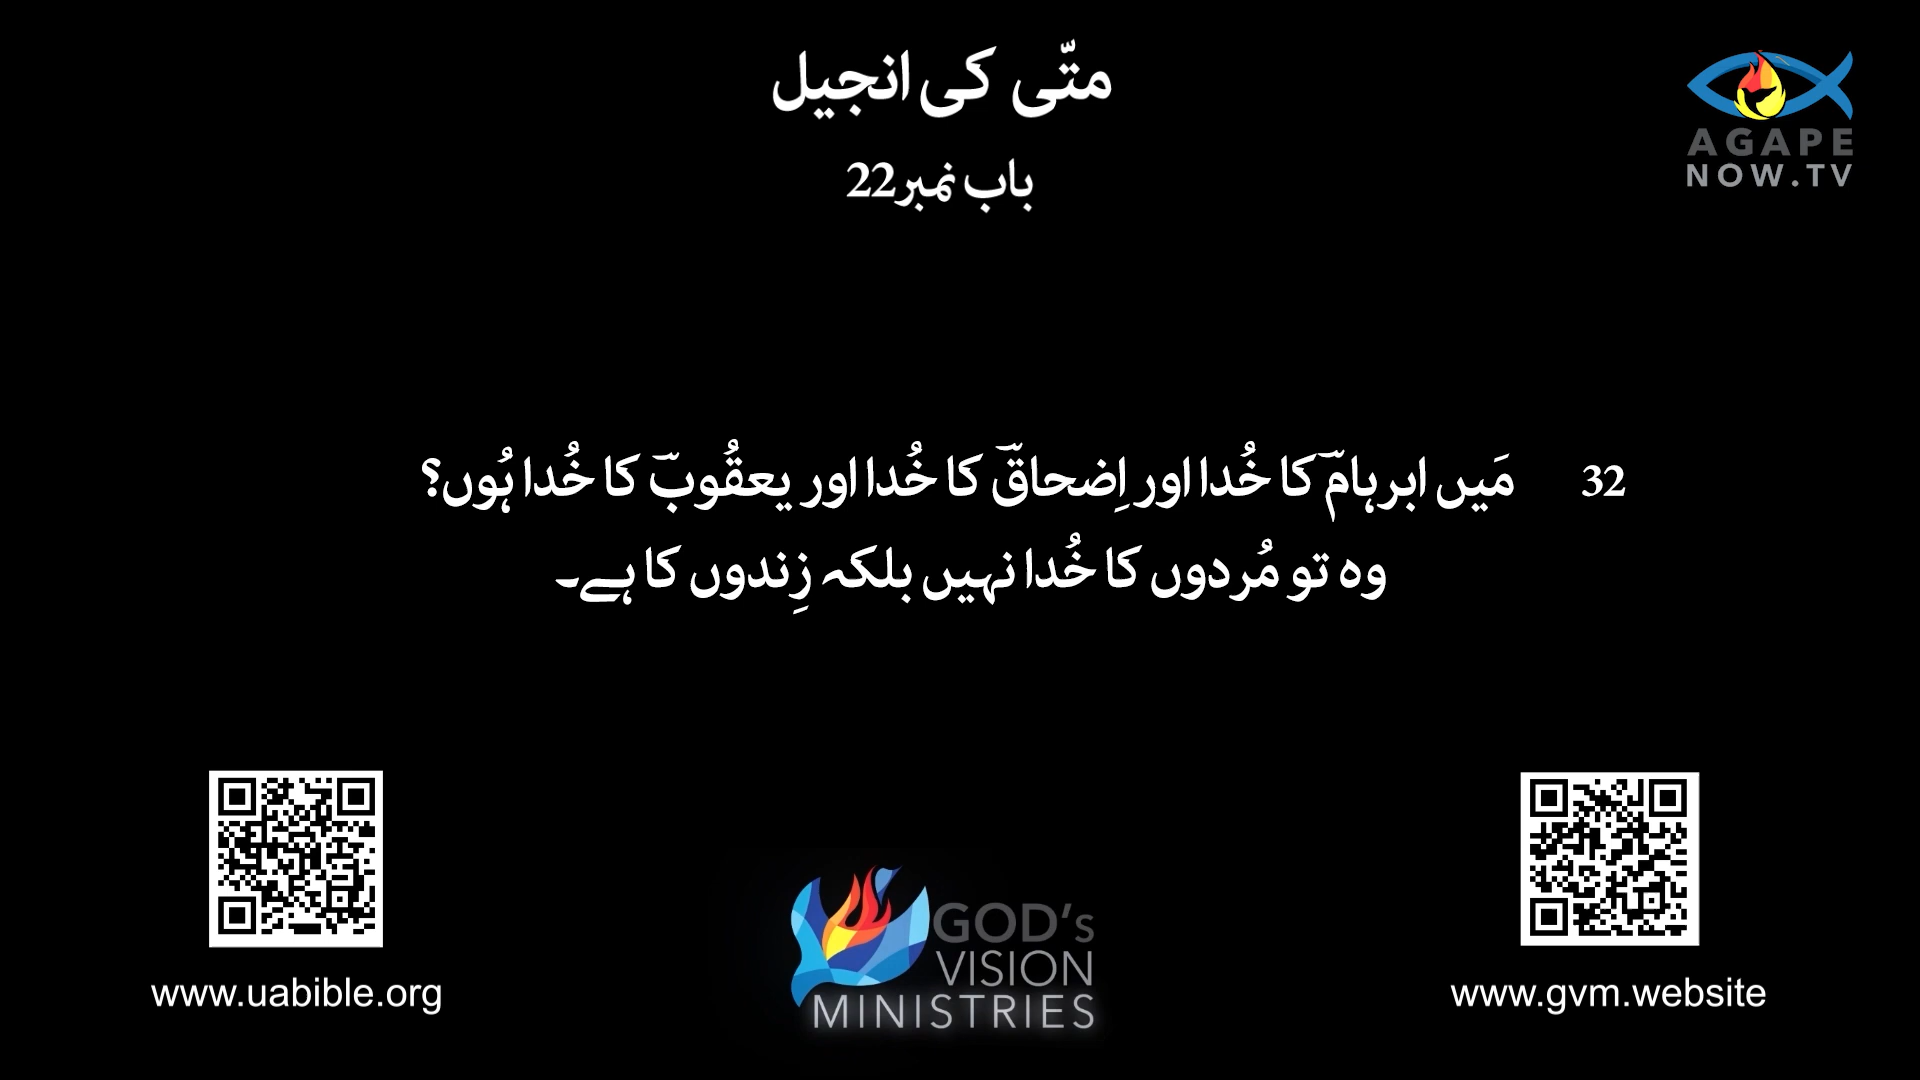 متّی کی انجیل
باب نمبر22
AGAPE
NOW.TV
32 مَیں ابرہامؔ کا خُدا اور اِضحاقؔ کا خُدا اور یعقُوبؔ کا خُدا ہُوں؟
وہ تو مُردوں کا خُدا نہیں بلکہ زِندوں کا ہے۔
www.uabible.org
GOD's
VISION
MINISTRIES
www.gvm.website